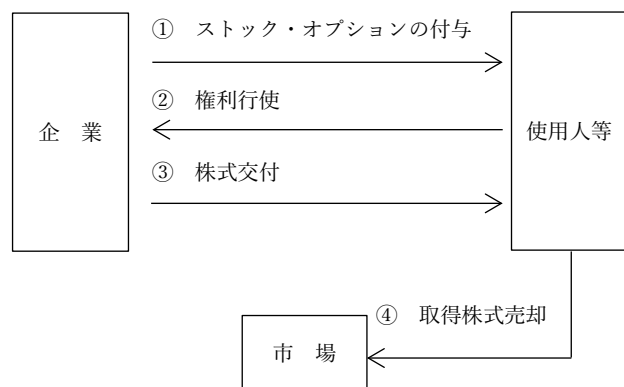 ① ストック・オプションの付与
② 権利行使
企　業
使用人等
③ 株式交付
④ 取得株式売却
市　場